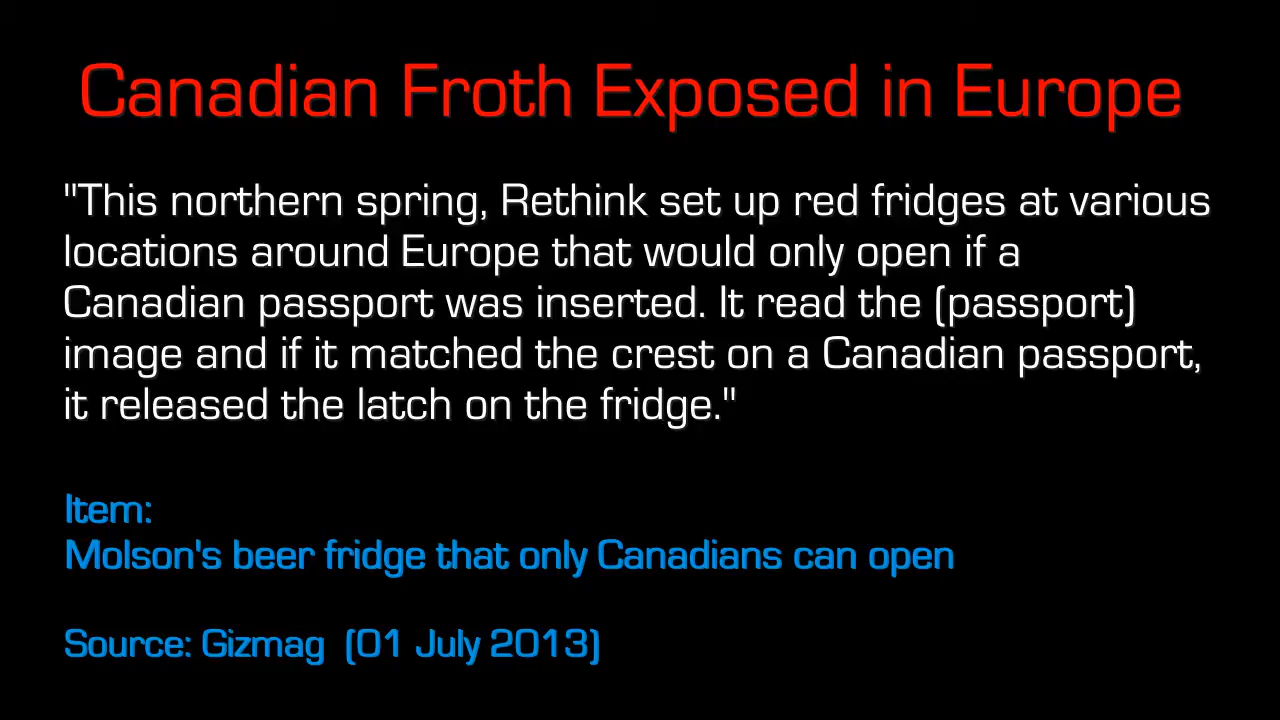 Canadian Froth Exposed in Europe
"This northern spring, Rethink set up red fridges at various
locations around Europe that would only open if a
Canadian passport was inserted. It read the (passport)
image and if it matched the crest on a Canadian passport,
it released the latch on the fridge."
Item:
Molson's beer fridge that only Canadians can open
Source: Gizmag (01 July 2013)